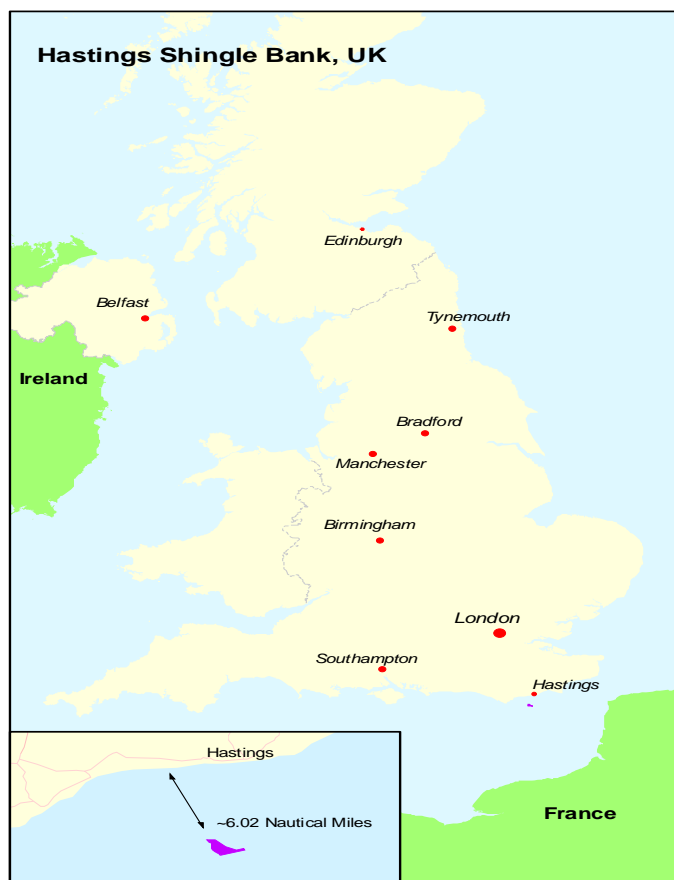 Hastings Shingle Bank, UK
Edinburgh
Belfast
Tynemouth
Ireland
Bradford
Manchester
Birmingham
London
Southampton
Hastings
Hastings
~6.02 Nautical Miles
France